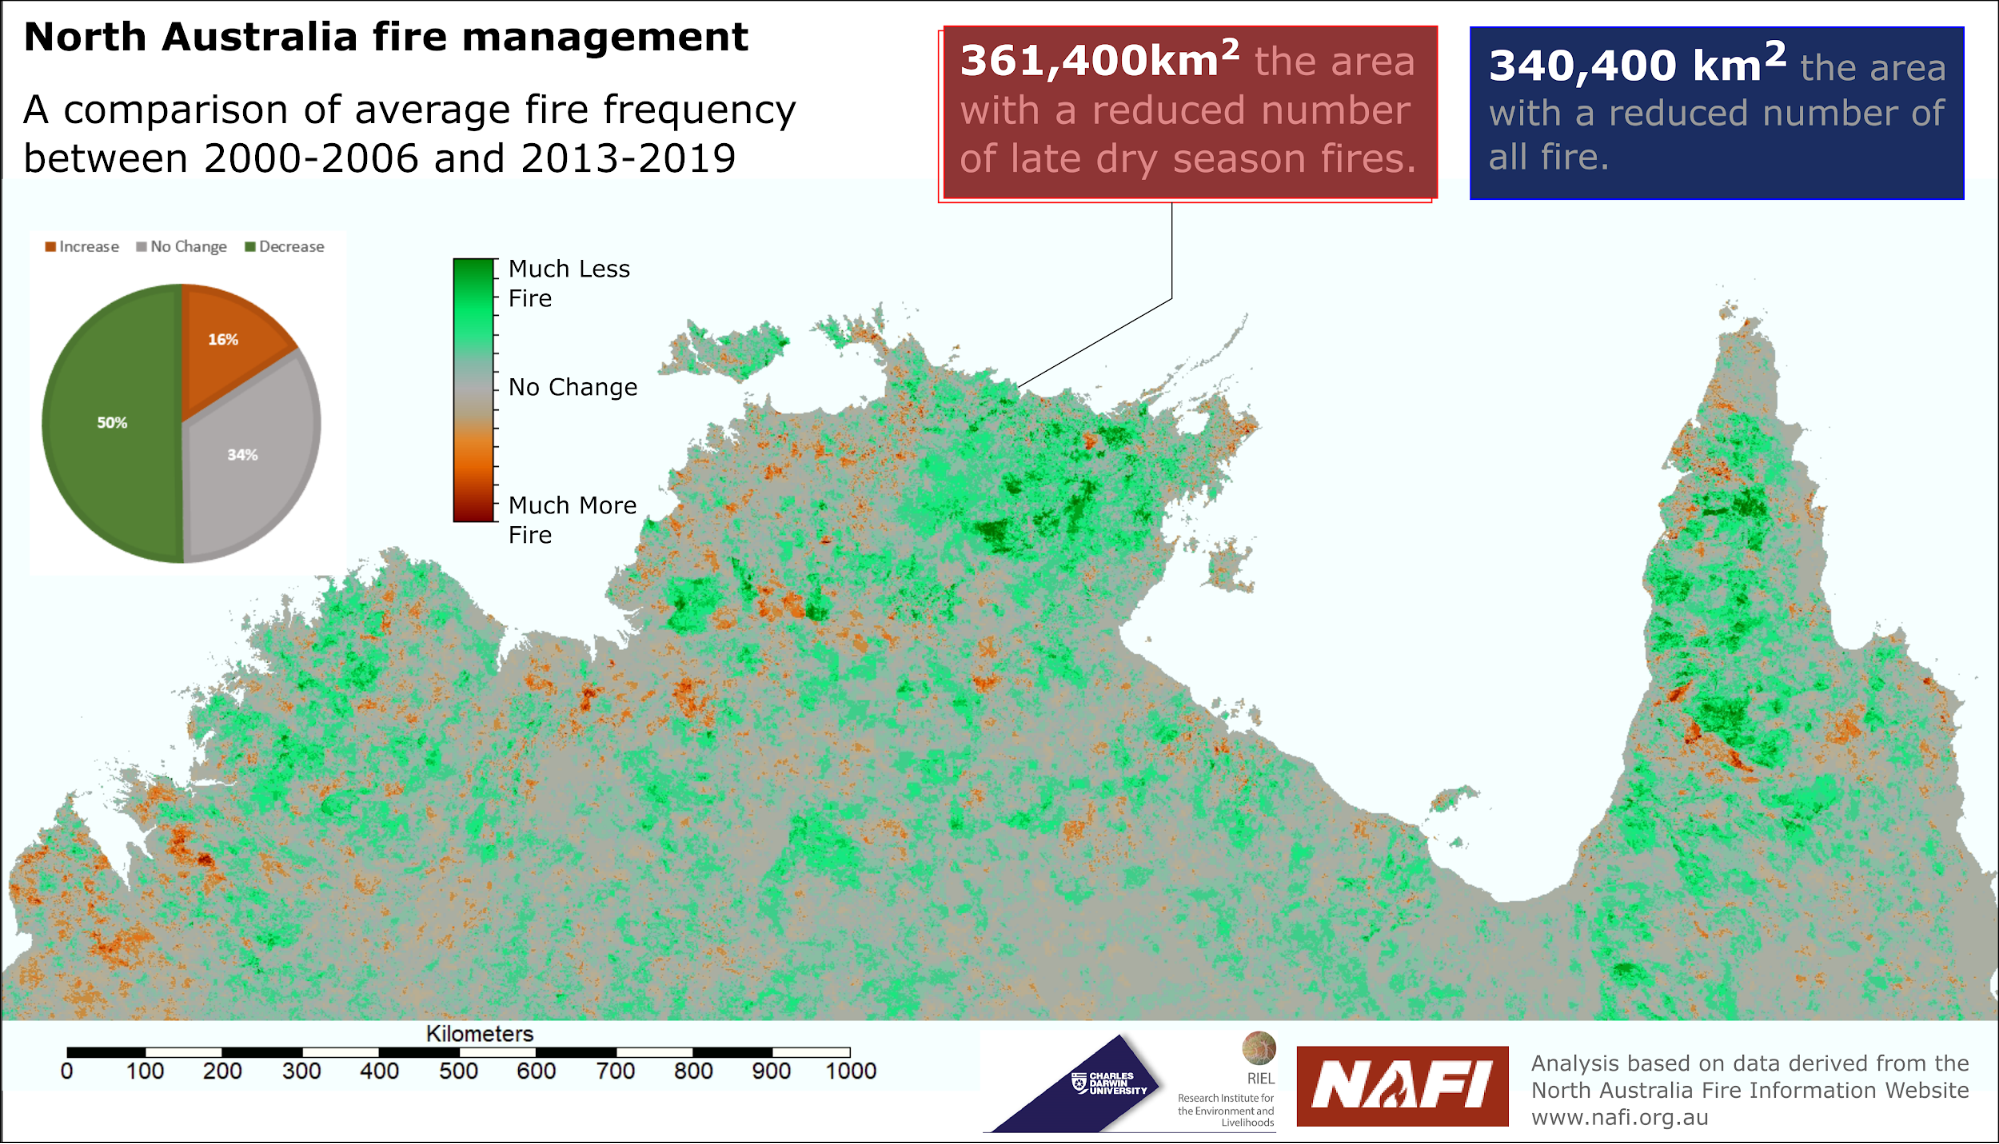 North Australia fire management
A comparison of average fire frequency
between 2000-2006 and 2013-2019
361,400km² the area
with a reduced number
of late dry season fires.
340,400 km² the area
with a reduced number of
all fire.
Increase No Change Decrease
16%
50%
34%
Much Less
Fire
No Change
Much More
Fire
Kilometers
0 100 200 300 400 500 600 700 800 900 1000
CHARLES
DARWIN
UNIVERSITY
RIEL
Research Institute for
the Environment and
Livelihoods
NAFI
Analysis based on data derived from the
North Australia Fire Information Website
www.nafi.org.au